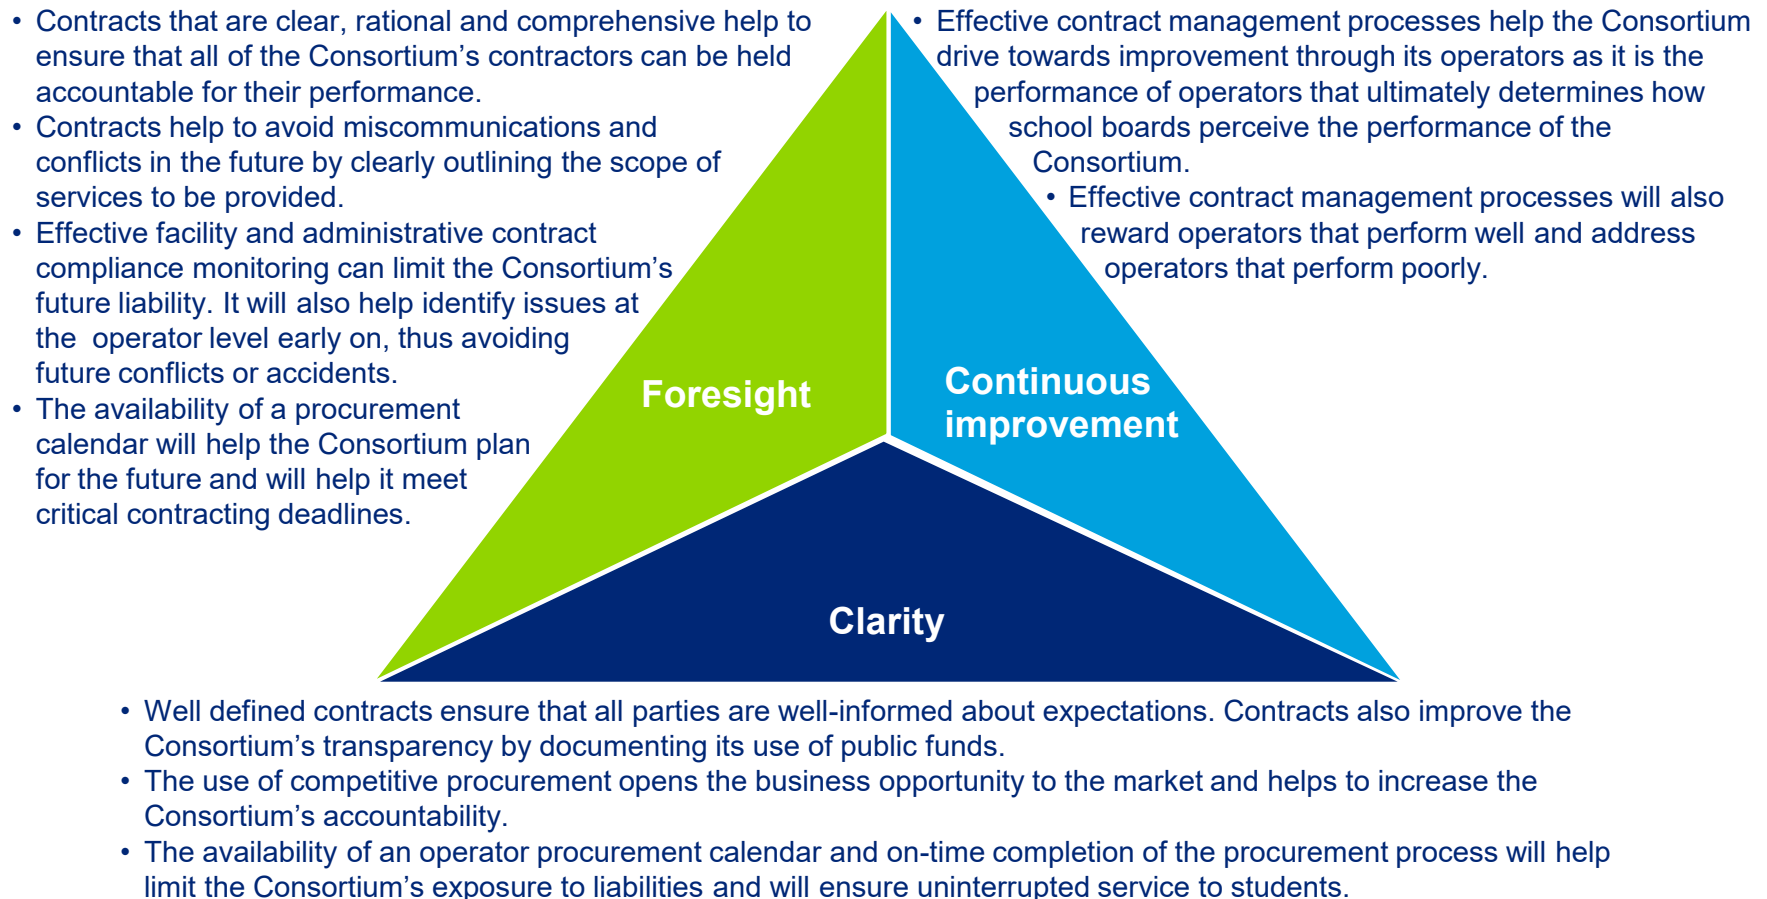 • Contracts that are clear, rational and comprehensive help to
ensure that all of the Consortium’s contractors can be held
accountable for their performance.
• Contracts help to avoid miscommunications and
conflicts in the future by clearly outlining the scope of
services to be provided.
• Effective facility and administrative contract
compliance monitoring can limit the Consortium’s
future liability. It will also help identify issues at
the  operator level early on, thus avoiding
future conflicts or accidents.
• The availability of a procurement
calendar will help the Consortium plan
for the future and will help it meet
critical contracting deadlines.
• Effective contract management processes help the Consortium
drive towards improvement through its operators as it is the
performance of operators that ultimately determines how
school boards perceive the performance of the
Consortium.
• Effective contract management processes will also
reward operators that perform well and address
operators that perform poorly.
Foresight
Continuous
improvement
Clarity
• Well defined contracts ensure that all parties are well-informed about expectations. Contracts also improve the
Consortium’s transparency by documenting its use of public funds.
• The use of competitive procurement opens the business opportunity to the market and helps to increase the
Consortium’s accountability.
• The availability of an operator procurement calendar and on-time completion of the procurement process will help
limit the Consortium’s exposure to liabilities and will ensure uninterrupted service to students.